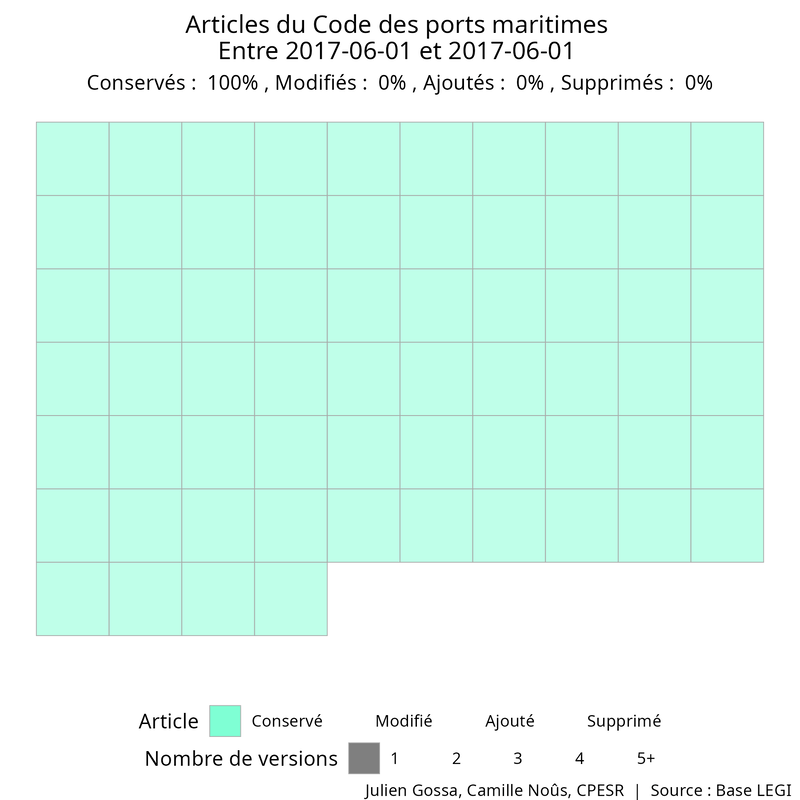 Articles du Code des ports maritimes
Entre 2017-06-01 et 2017-06-01
Conservés :  100% , Modifiés :  0% , Ajoutés :  0% , Supprimés :  0%
Article Conservé Modifié Ajouté Supprimé
Nombre de versions 1 2 3 4 5+
Julien Gossa, Camille Noûs, CPESR  |  Source : Base LEGI